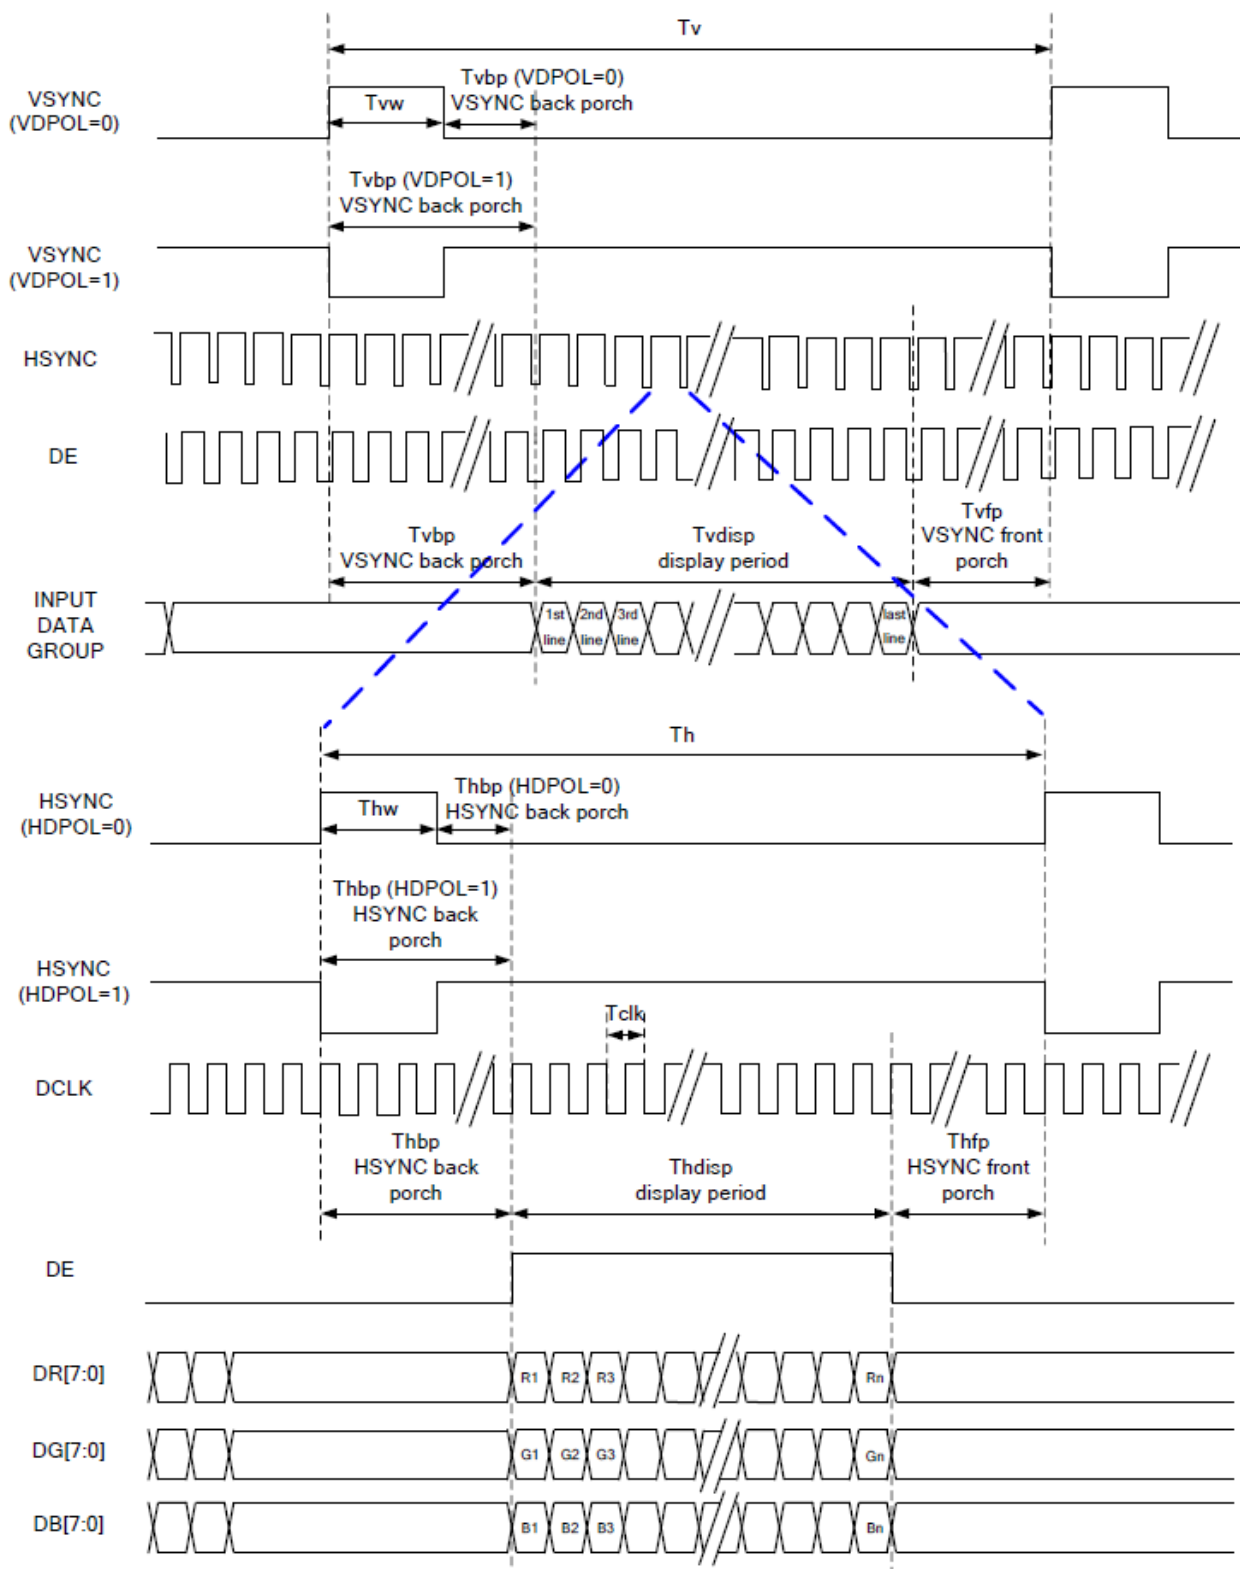 Tv
Tvbp (VDPOL=0)
VSYNC back porch
VSYNC
(VDPOL=0)
Tvw
Tvbp (VDPOL=1)
VSYNC back porch
VSYNC
(VDPOL=1)
HSYNC
DE
Tvbp
VSYNC back porch
Tvdisp
display period
Tvfp
VSYNC front
porch
INPUT
DATA
GROUP
1st
line
2nd
line
3rd
line
last
line
Th
Thbp (HDPOL=0)
HSYNC back porch
HSYNC
(HDPOL=0)
Thw
Thbp (HDPOL=1)
HSYNC back
porch
HSYNC
(HDPOL=1)
Tclk
DCLK
Thbp
HSYNC back
porch
Thdisp
display period
Thfp
HSYNC front
porch
DE
DR[7:0]
R1
R2
R3
Rn
DG[7:0]
G1
G2
G3
Gn
DB[7:0]
B1
B2
B3
Bn